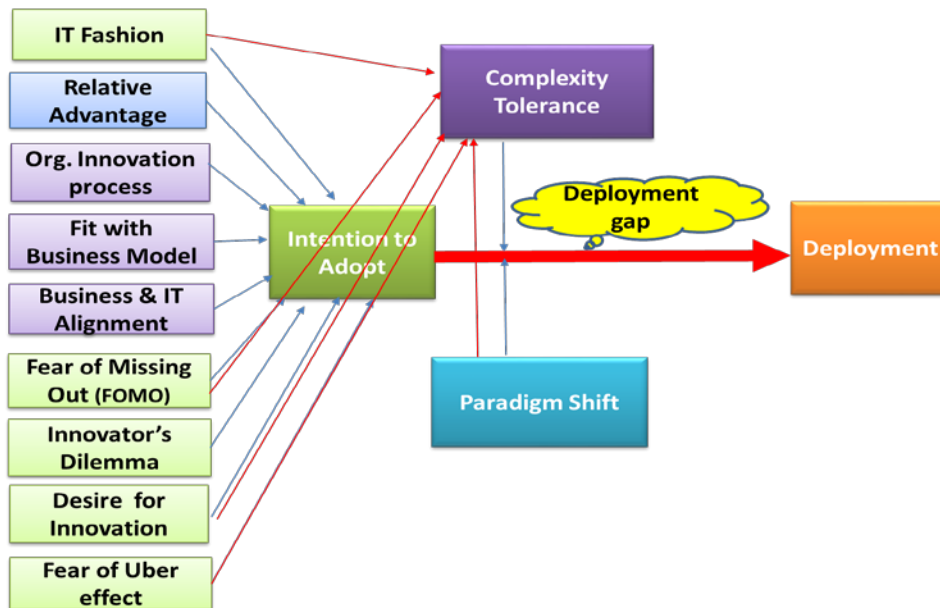 IT Fashion
Relative
Advantage
Org. Innovation
process
Fit with
Business Model
Business & IT
Alignment
Fear of Missing
Out (FOMO)
Innovator's
Dilemma
Desire for
Innovation
Fear of Uber
effect
Intention to
Adopt
Complexity
Tolerance
Paradigm Shift
Deployment
gap
Deployment